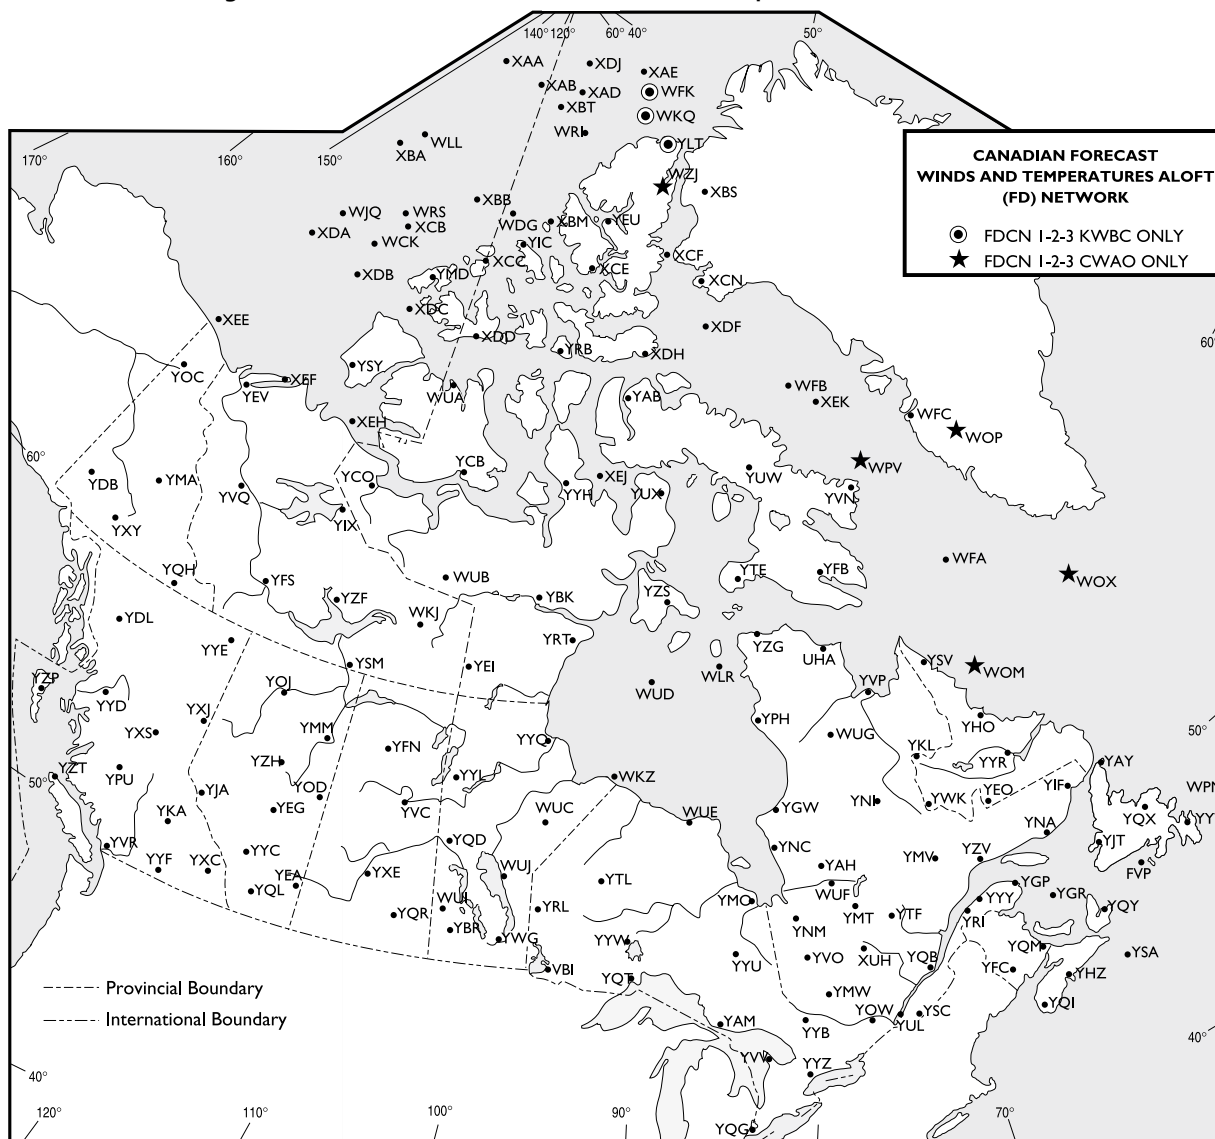 140° 120° 60° 40° 50°
XAA
XDJ
XAE
XAB
XAD
WFK
XBT
WKQ
WRI
YLT
WLL
XBA
170° 160° 150°
CANADIAN FORECAST
WINDS AND TEMPERATURES ALOFT
(FD) NETWORK
FDCN 1-2-3 KWBC ONLY
FDCN 1-2-3 CWAO ONLY
WZJ
XBS
XBB
WJQ
WRS
WDG
XBM
YEU
XDA
XCB
WCK
YIC
XCC
XCE
XCF
XDB
YMD
XCN
XDC
XEE
XDF
XDD
YRB
XDH
60°
YOC
YSY
XEF
YEV
WUA
YAB
WFB
XEK
WFC
XEH
WOP
60°
YDB
YMA
YVQ
YCO
YCB
YYH
XEJ
YUX
YUW
WPV
YVN
YXY
YIX
WFA
YQH
YFS
WUB
YTE
YFB
WOX
YZF
YBK
YZS
YDL
WKJ
YYE
YRT
YZG
UHA
YSM
YEI
WLR
YSV
WOM
YZP
YYD
YOJ
WUD
YVP
YXJ
YPH
YHO
YXS
YMM
YFN
YYQ
WUG
50°
YZT
YPU
YZH
YYL
WKZ
YKL
YYR
YAY
50°
YJA
YOD
YEG
YVC
WUC
WUE
YGW
YNI
YWK
YEO
YIF
WPN
YKA
YQX
YY
YVR
YYF
YXC
YYC
YQD
YNC
YNA
YJT
YEA
YQL
YXE
WUJ
YTL
YAH
YMV
YZV
FVP
WUF
YGP
YGR
YQR
WUI
YRL
YMO
YMT
YTF
YYY
YQY
YBR
YWG
YNM
YRI
YYW
YYU
YVO
XUH
YQB
YQM
YSA
VBI
YQT
YFC
YHZ
Provincial Boundary
YMW
YQI
International Boundary
YAM
YYB
YOW
YUL
YSC
40°
YVV
YYZ
40°
120° 110° 100° 90° 70°
YQG